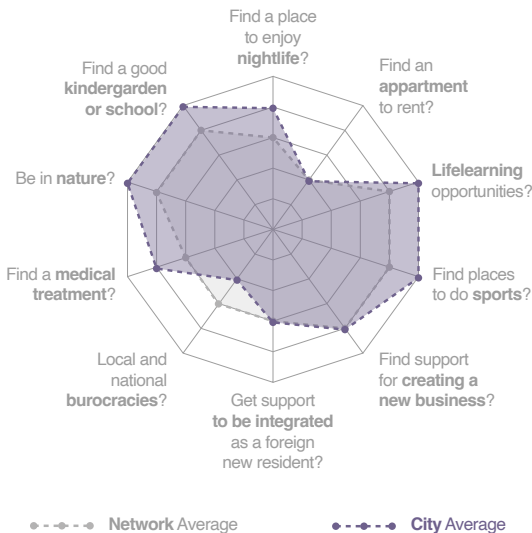 Find a place
to enjoy
nightlife?
Find an
appartment
to rent?
Lifelearning
opportunities?
Find places
to do sports?
Find support
for creating a
new business?
Get support
to be integrated
as a foreign
new resident?
Local and
national
burocracies?
Find a medical
treatment?
Be in nature?
Find a good
kindergarden
or school?
Network Average
City Average